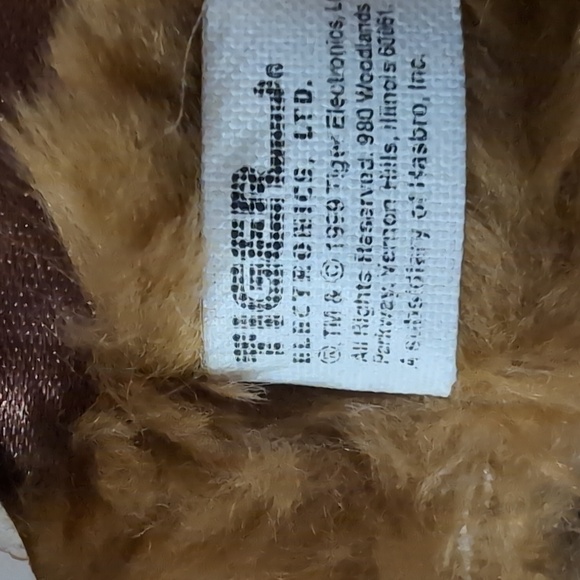 TIGER
ELECTRONICS, LTD.
®, TM & © 1999 Tiger Electronics, L
All Rights Reserved. 980 Woodlands
Parkway, Vernon Hills, Illinois 60061.
A subsidiary of Hasbro, Inc.